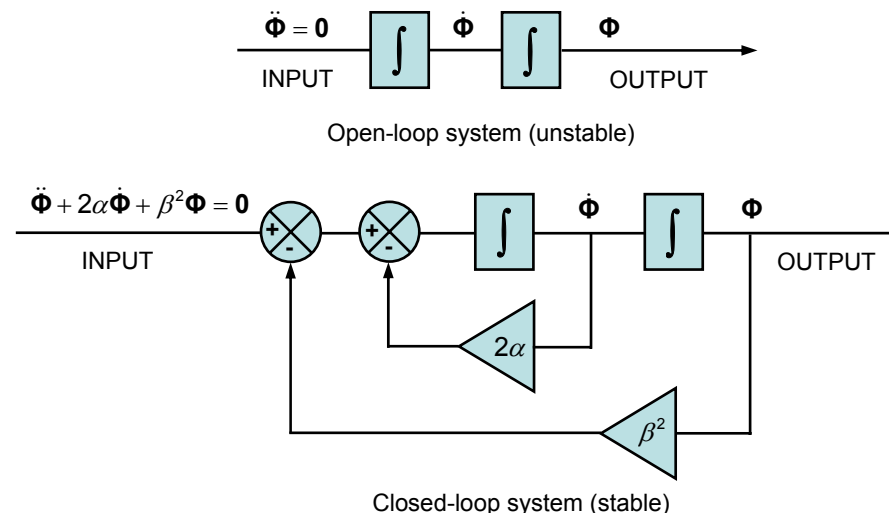 Φ̈ = 0 Φ̇ Φ
∫ ∫
INPUT OUTPUT
Open-loop system (unstable)
Φ̈ + 2αΦ̇ + β²Φ = 0 Φ̇ Φ
+ - + - ∫ ∫
INPUT OUTPUT
2α
β²
Closed-loop system (stable)